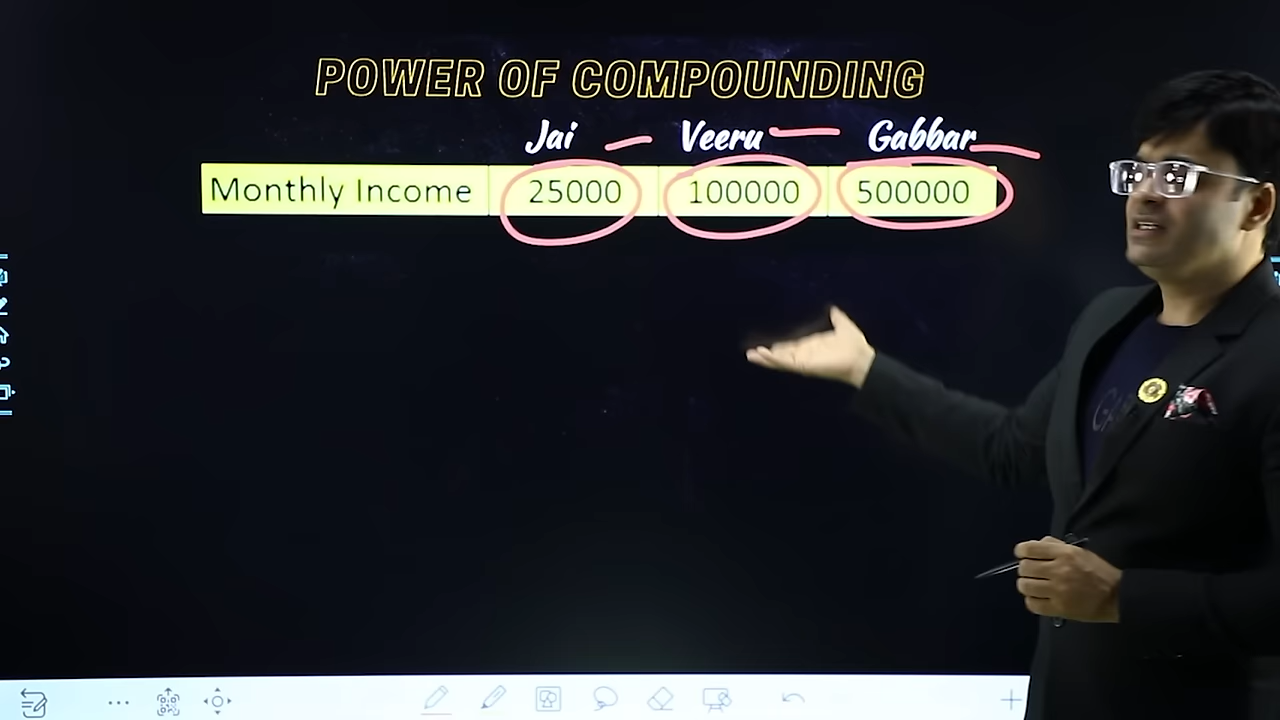 POWER OF COMPOUNDING
Jai Veeru Gabbar
Monthly Income 25000 100000 500000